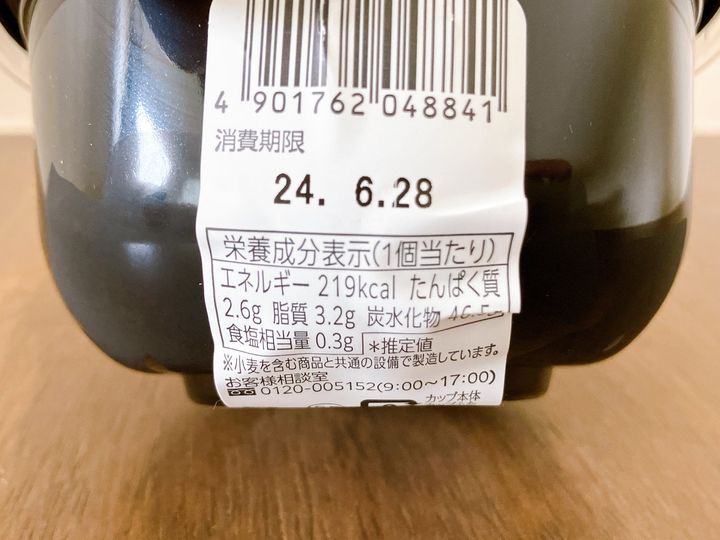 4 901762 048841
消費期限
24. 6.28
栄養成分表示(1個当たり)
エネルギー 219kcal たんぱく質
2.6g 脂質 3.2g 炭水化物
食塩相当量 0.3g *推定値
※小麦を含む商品と共通の設備で製造しています。
お客様相談室
0120-005152(9:00~17:00)
カップ本体